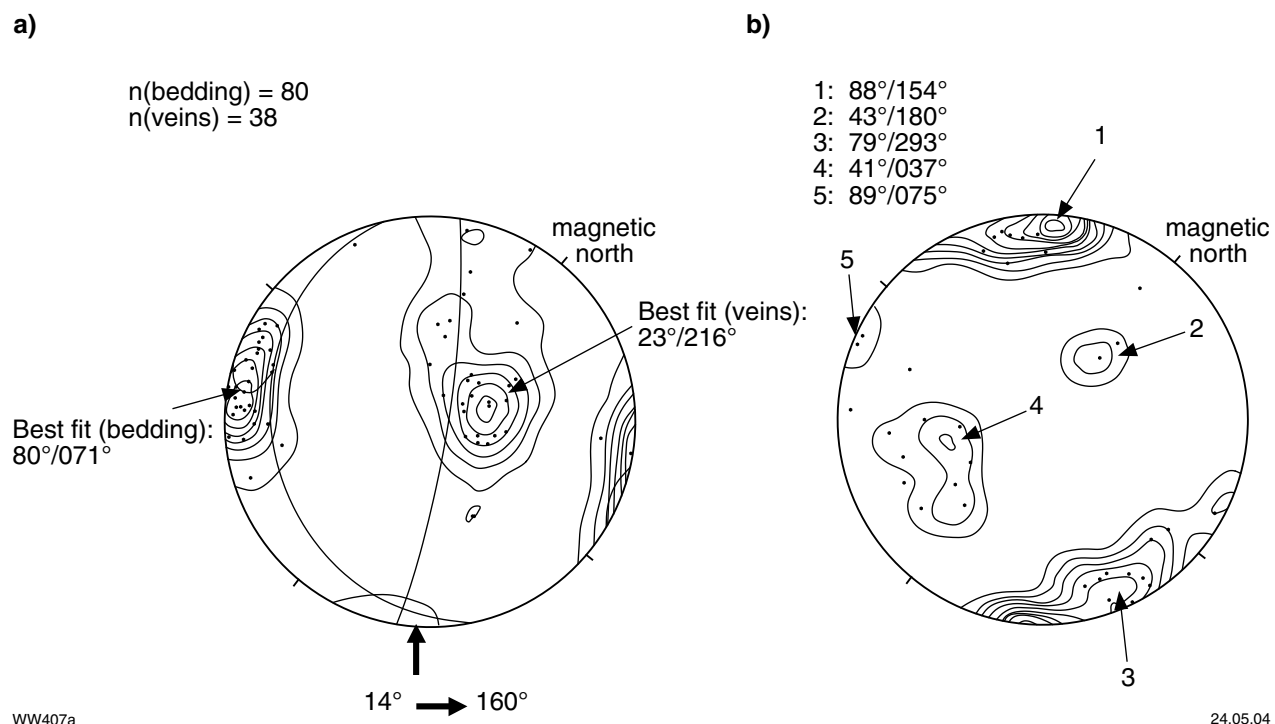 a)
n(bedding) = 80
n(veins) = 38
magnetic
north
Best fit (veins):
23°/216°
Best fit (bedding):
80°/071°
14°
160°
WW407a
b)
1: 88°/154°
2: 43°/180°
3: 79°/293°
4: 41°/037°
5: 89°/075°
1
magnetic
north
5
2
4
3
24.05.04